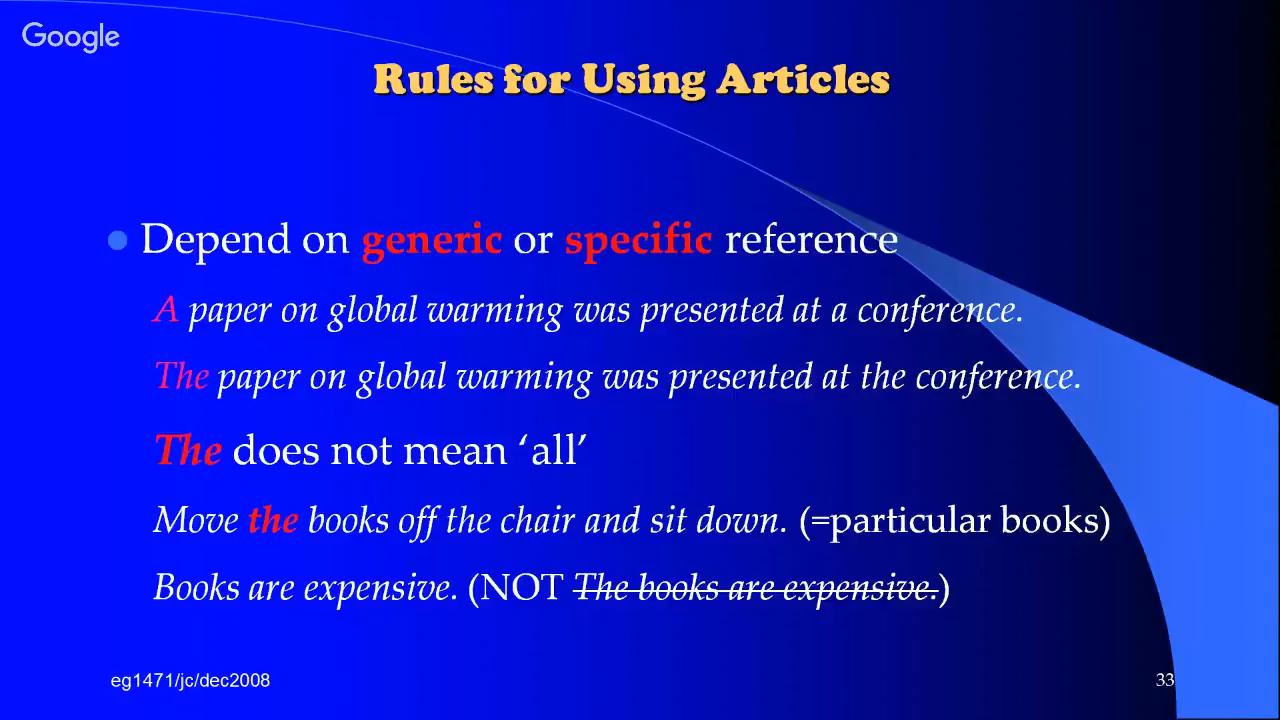 Google
Rules for Using Articles
Depend on generic or specific reference
A paper on global warming was presented at a conference.
The paper on global warming was presented at the conference.
The does not mean ‘all’
Move the books off the chair and sit down. (=particular books)
Books are expensive. (NOT The books are expensive.)
eg1471/jc/dec2008
33